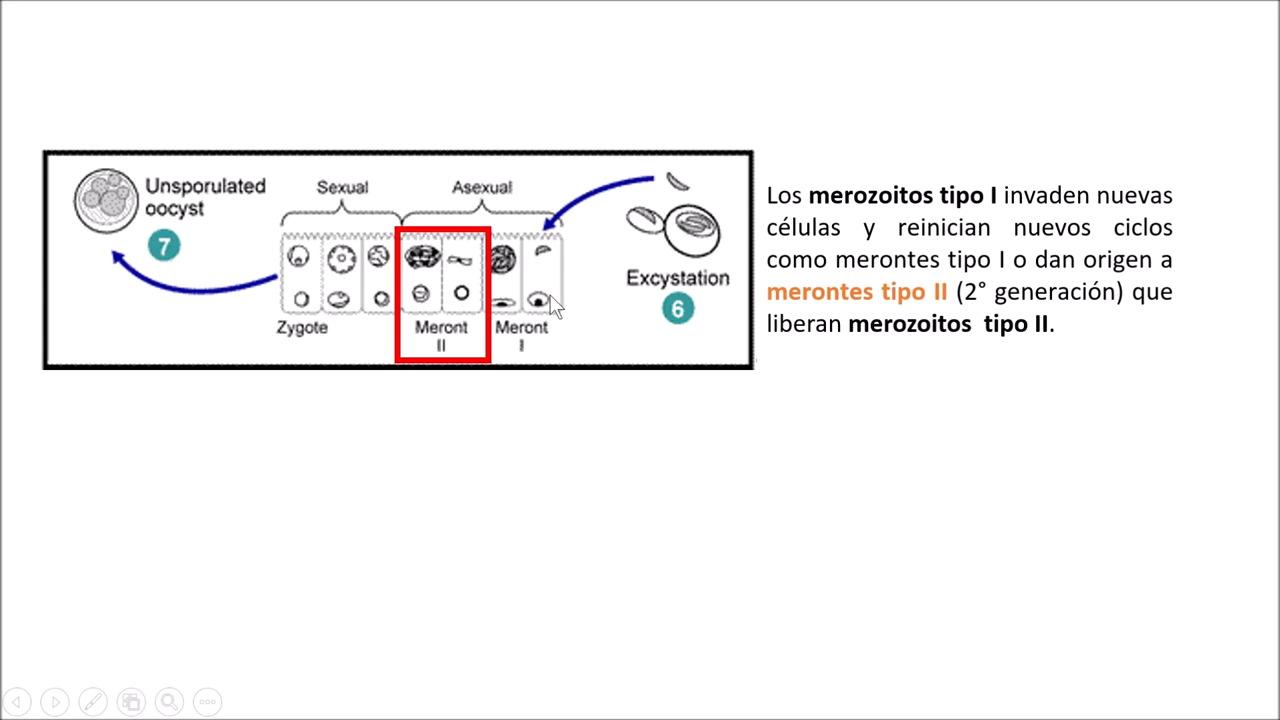 Unsporulated
oocyst
7
Sexual
Asexual
Zygote
Meront
II
Meront
I
Excystation
6
Los merozoitos tipo I invaden nuevas
células y reinician nuevos ciclos
como merontes tipo I o dan origen a
merontes tipo II (2° generación) que
liberan merozoitos tipo II.